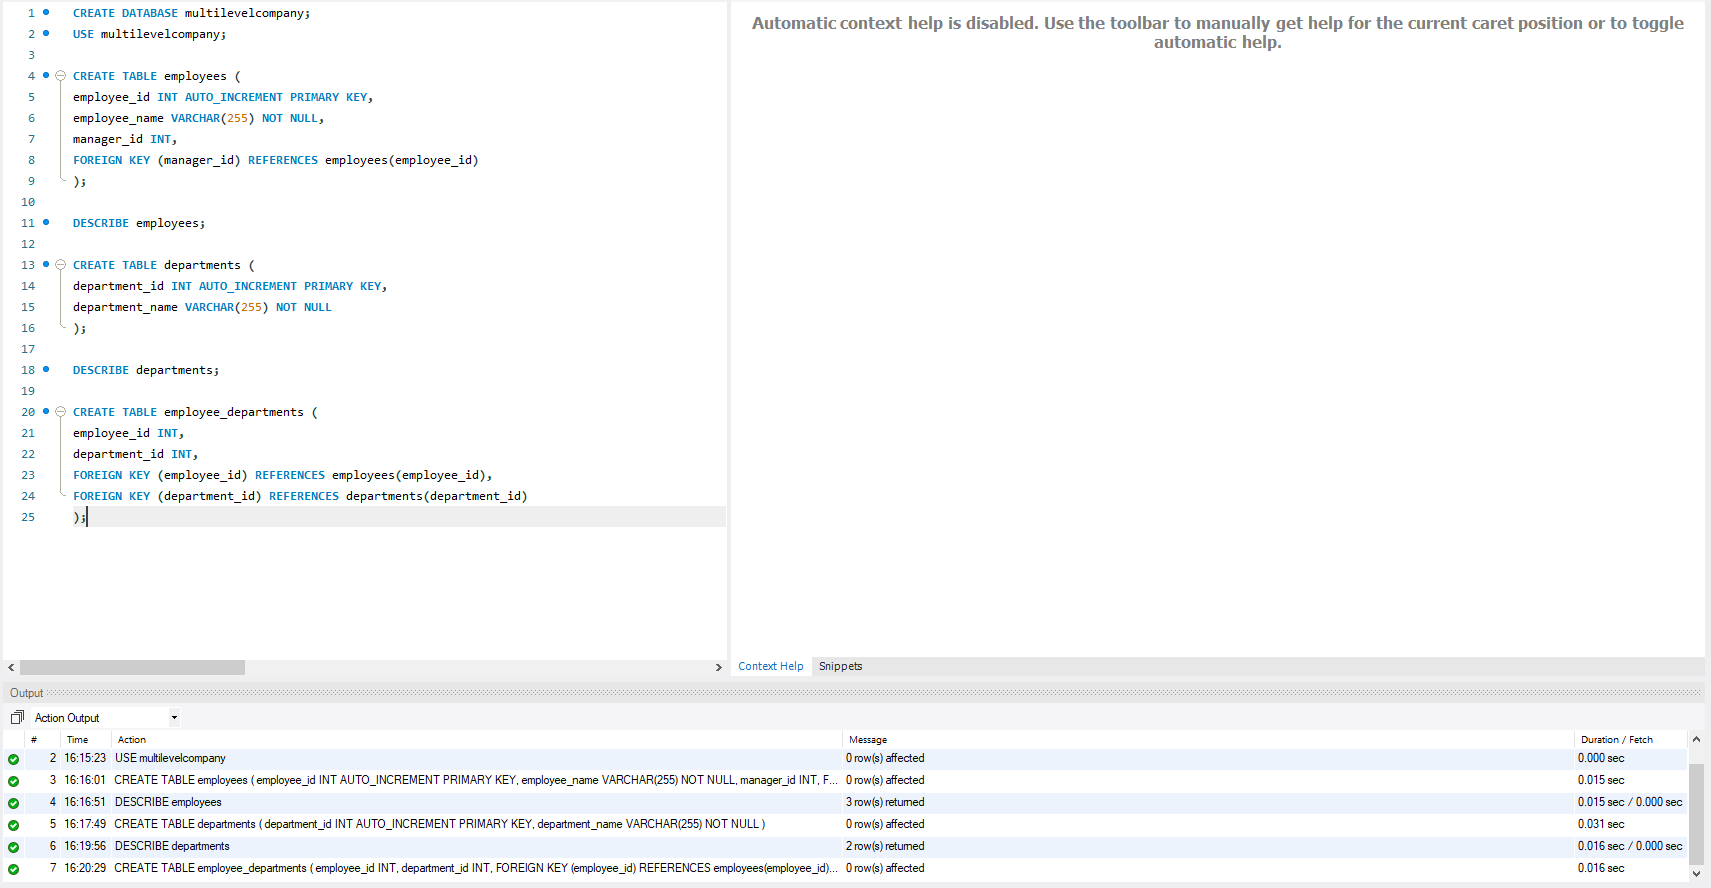 1 CREATE DATABASE multilevelcompany;
2 USE multilevelcompany;
3
4 CREATE TABLE employees (
5 employee_id INT AUTO_INCREMENT PRIMARY KEY,
6 employee_name VARCHAR(255) NOT NULL,
7 manager_id INT,
8 FOREIGN KEY (manager_id) REFERENCES employees(employee_id)
9 );
10
11 DESCRIBE employees;
12
13 CREATE TABLE departments (
14 department_id INT AUTO_INCREMENT PRIMARY KEY,
15 department_name VARCHAR(255) NOT NULL
16 );
17
18 DESCRIBE departments;
19
20 CREATE TABLE employee_departments (
21 employee_id INT,
22 department_id INT,
23 FOREIGN KEY (employee_id) REFERENCES employees(employee_id),
24 FOREIGN KEY (department_id) REFERENCES departments(department_id)
25 );
Automatic context help is disabled. Use the toolbar to manually get help for the current caret position or to toggle
automatic help.
Context Help Snippets
Output
Action Output
# Time Action Message Duration / Fetch
2 16:15:23 USE multilevelcompany 0 row(s) affected 0.000 sec
3 16:16:01 CREATE TABLE employees ( employee_id INT AUTO_INCREMENT PRIMARY KEY, employee_name VARCHAR(255) NOT NULL, manager_id INT, F... 0 row(s) affected 0.015 sec
4 16:16:51 DESCRIBE employees 3 row(s) returned 0.015 sec / 0.000 sec
5 16:17:49 CREATE TABLE departments ( department_id INT AUTO_INCREMENT PRIMARY KEY, department_name VARCHAR(255) NOT NULL ) 0 row(s) affected 0.031 sec
6 16:19:56 DESCRIBE departments 2 row(s) returned 0.016 sec / 0.000 sec
7 16:20:29 CREATE TABLE employee_departments ( employee_id INT, department_id INT, FOREIGN KEY (employee_id) REFERENCES employees(employee_id)... 0 row(s) affected 0.016 sec